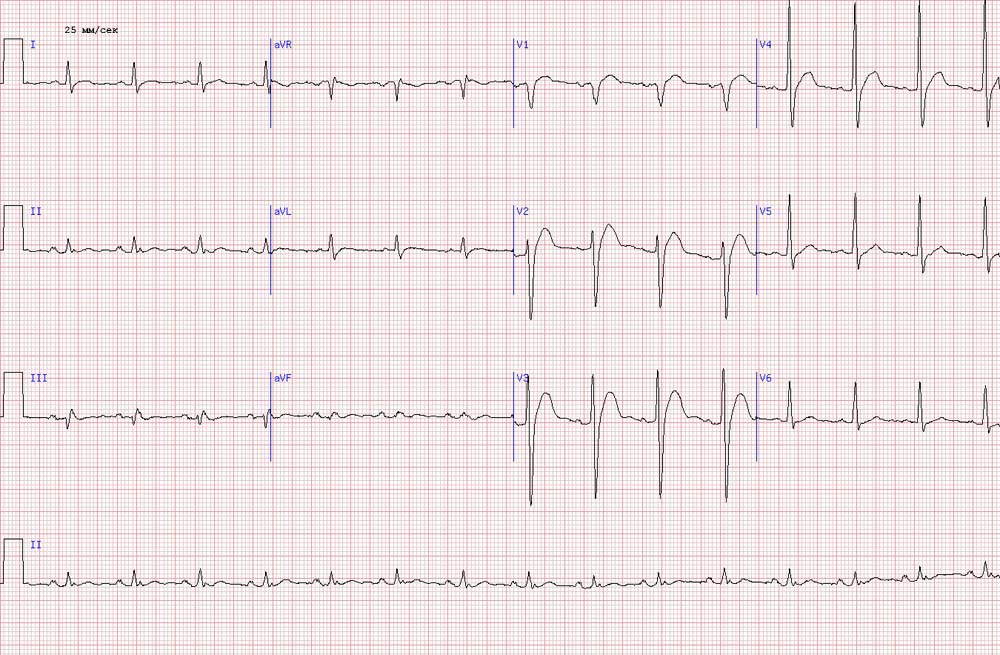 25 мм/сек
I aVR V1 V4
II aVL V2 V5
III aVF V3 V6
II